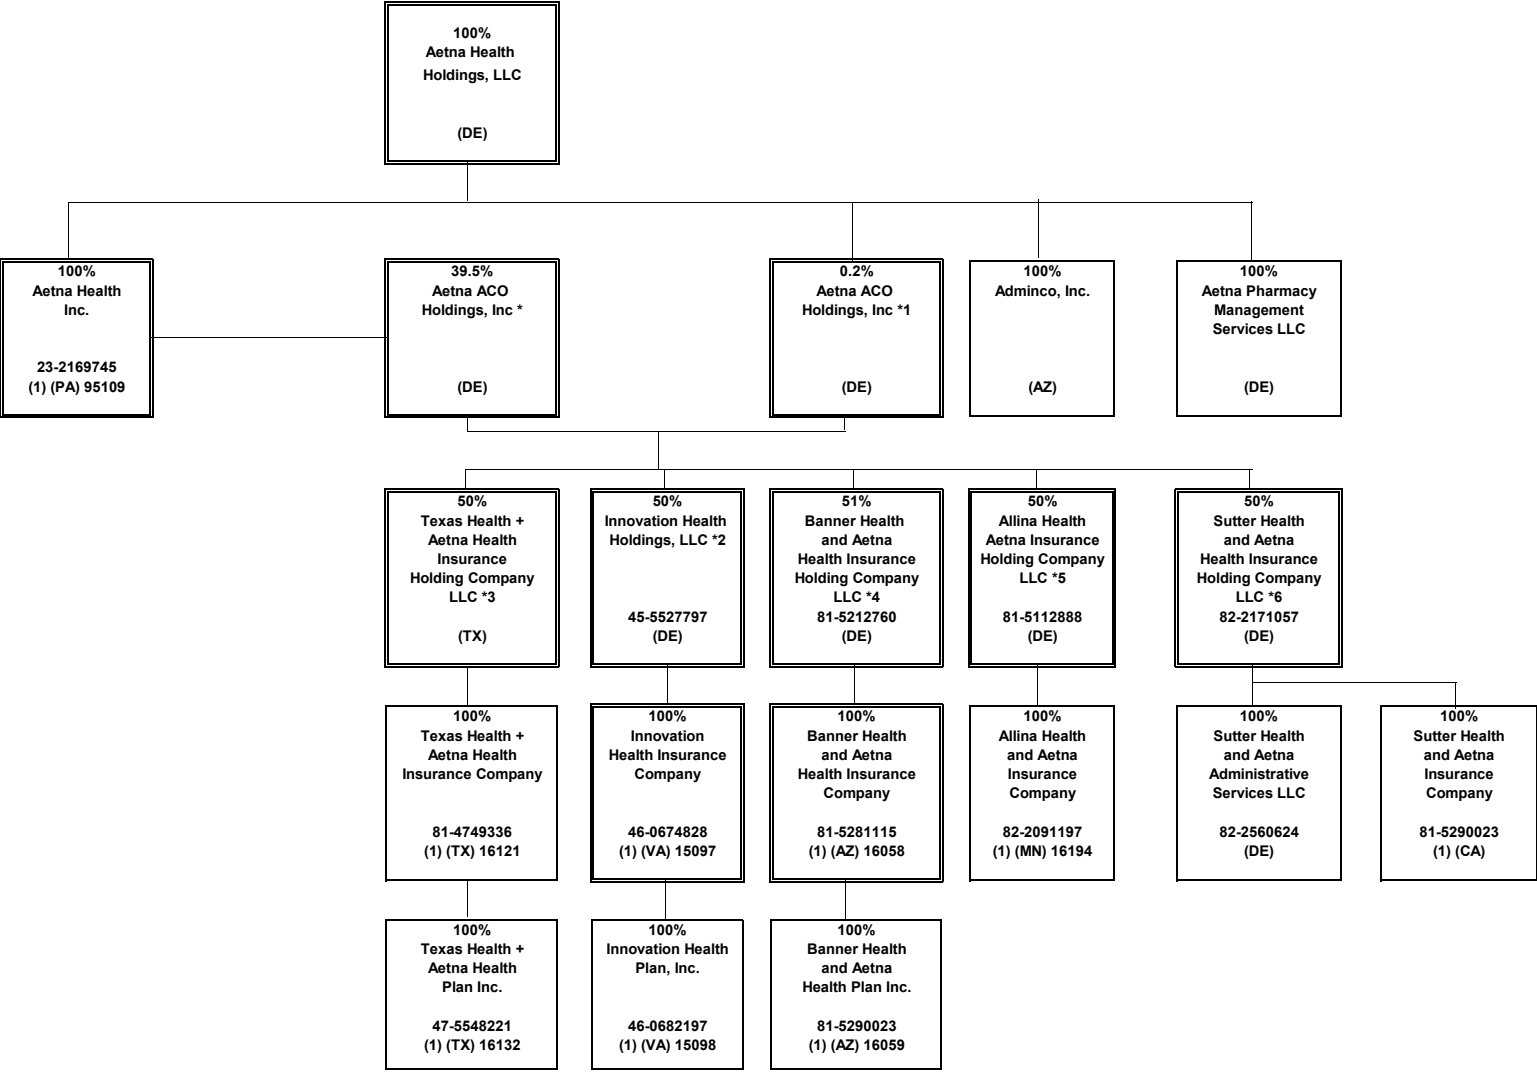 100%
Aetna Health
Holdings, LLC
(DE)
100%
Aetna Health
Inc.
23-2169745
(1) (PA) 95109
39.5%
Aetna ACO
Holdings, Inc *
(DE)
0.2%
Aetna ACO
Holdings, Inc *1
(DE)
100%
Adminco, Inc.
(AZ)
100%
Aetna Pharmacy
Management
Services LLC
(DE)
50%
Texas Health +
Aetna Health
Insurance
Holding Company
LLC *3
(TX)
50%
Innovation Health
Holdings, LLC *2
45-5527797
(DE)
51%
Banner Health
and Aetna
Health Insurance
Holding Company
LLC *4
81-5212760
(DE)
50%
Allina Health
Aetna Insurance
Holding Company
LLC *5
81-5112888
(DE)
50%
Sutter Health
and Aetna
Health Insurance
Holding Company
LLC *6
82-2171057
(DE)
100%
Texas Health +
Aetna Health
Insurance Company
81-4749336
(1) (TX) 16121
100%
Innovation
Health Insurance
Company
46-0674828
(1) (VA) 15097
100%
Banner Health
and Aetna
Health Insurance
Company
81-5281115
(1) (AZ) 16058
100%
Allina Health
and Aetna
Insurance
Company
82-2091197
(1) (MN) 16194
100%
Sutter Health
and Aetna
Administrative
Services LLC
82-2560624
(DE)
100%
Sutter Health
and Aetna
Insurance
Company
81-5290023
(1) (CA)
100%
Texas Health +
Aetna Health
Plan Inc.
47-5548221
(1) (TX) 16132
100%
Innovation Health
Plan, Inc.
46-0682197
(1) (VA) 15098
100%
Banner Health
and Aetna
Health Plan Inc.
81-5290023
(1) (AZ) 16059